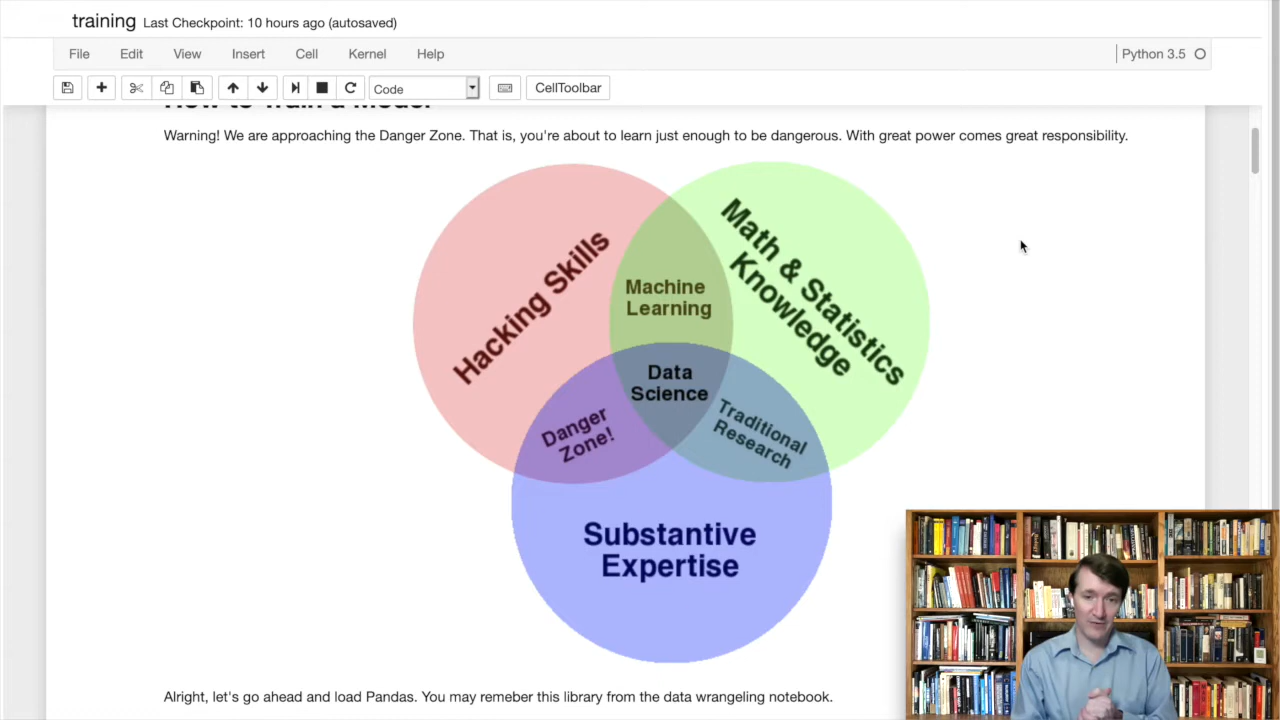 training Last Checkpoint: 10 hours ago (autosaved)
File Edit View Insert Cell Kernel Help Python 3.5
Code CellToolbar
How to Train a Model
Warning! We are approaching the Danger Zone. That is, you're about to learn just enough to be dangerous. With great power comes great responsibility.
Hacking Skills
Math & Statistics
Knowledge
Machine
Learning
Data
Science
Danger
Zone!
Traditional
Research
Substantive
Expertise
Alright, let's go ahead and load Pandas. You may remeber this library from the data wrangeling notebook.